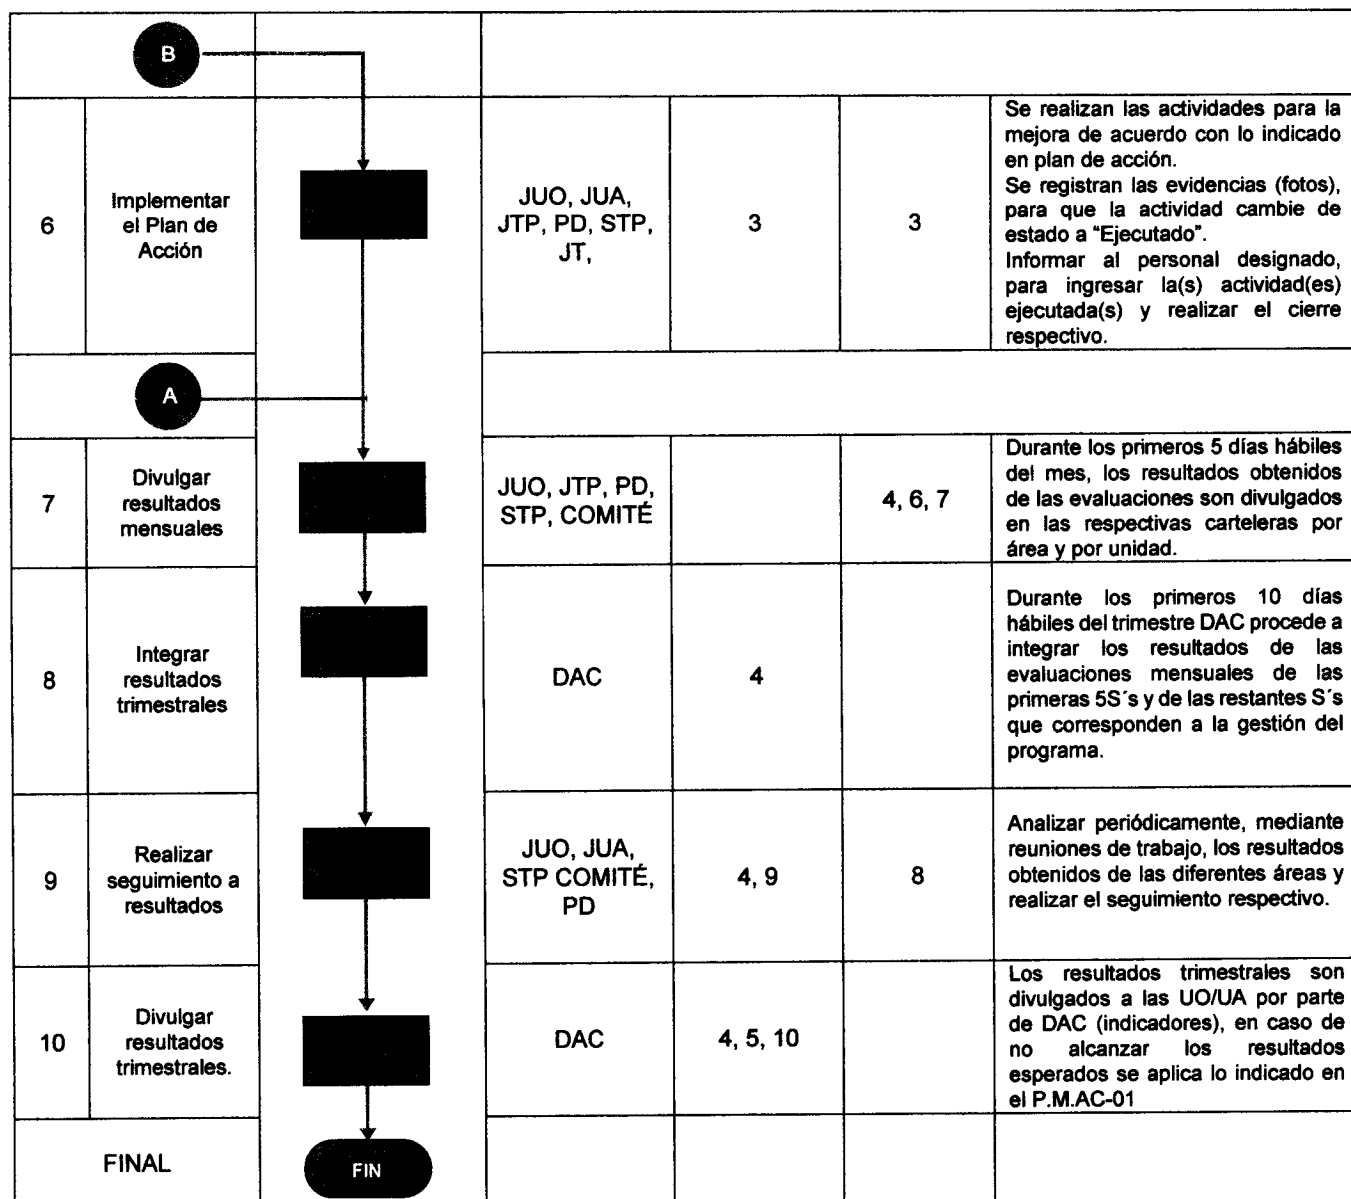 B
6
Implementar
el Plan de
Acción
JUO, JUA,
JTP, PD, STP,
JT,
3
3
Se realizan las actividades para la
mejora de acuerdo con lo indicado
en plan de acción.
Se registran las evidencias (fotos),
para que la actividad cambie de
estado a “Ejecutado”.
Informar al personal designado,
para ingresar la(s) actividad(es)
ejecutada(s) y realizar el cierre
respectivo.
A
7
Divulgar
resultados
mensuales
JUO, JTP, PD,
STP, COMITÉ
4, 6, 7
Durante los primeros 5 días hábiles
del mes, los resultados obtenidos
de las evaluaciones son divulgados
en las respectivas carteleras por
área y por unidad.
8
Integrar
resultados
trimestrales
DAC
4
Durante los primeros 10 días
hábiles del trimestre DAC procede a
integrar los resultados de las
evaluaciones mensuales de las
primeras 5S´s y de las restantes S´s
que corresponden a la gestión del
programa.
9
Realizar
seguimiento a
resultados
JUO, JUA,
STP COMITÉ,
PD
4, 9
8
Analizar periódicamente, mediante
reuniones de trabajo, los resultados
obtenidos de las diferentes áreas y
realizar el seguimiento respectivo.
10
Divulgar
resultados
trimestrales.
DAC
4, 5, 10
Los resultados trimestrales son
divulgados a las UO/UA por parte
de DAC (indicadores), en caso de
no alcanzar los resultados
esperados se aplica lo indicado en
el P.M.AC-01
FINAL
FIN